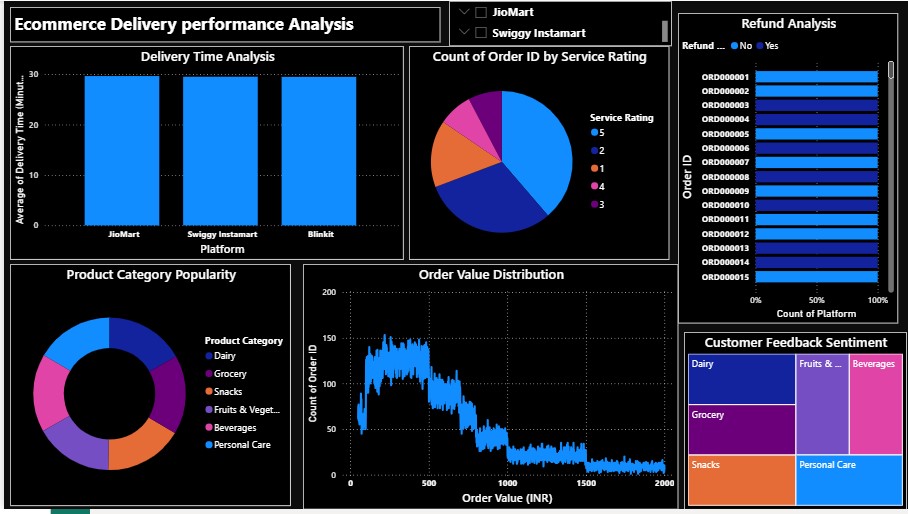 Ecommerce Delivery performance Analysis
JioMart
Swiggy Instamart
Delivery Time Analysis
Average of Delivery Time (Minut...
30
20
10
0
JioMart
Swiggy Instamart
Blinkit
Platform
Count of Order ID by Service Rating
Service Rating
5
2
1
4
3
Refund Analysis
Refund ... No Yes
Order ID
ORD000001
ORD000002
ORD000003
ORD000004
ORD000005
ORD000006
ORD000007
ORD000008
ORD000009
ORD000010
ORD000011
ORD000012
ORD000013
ORD000014
ORD000015
0% 50% 100%
Count of Platform
Product Category Popularity
Product Category
Dairy
Grocery
Snacks
Fruits & Veget...
Beverages
Personal Care
Order Value Distribution
Count of Order ID
200
150
100
50
0
0 500 1000 1500 2000
Order Value (INR)
Customer Feedback Sentiment
Dairy
Fruits & ...
Beverages
Grocery
Snacks
Personal Care